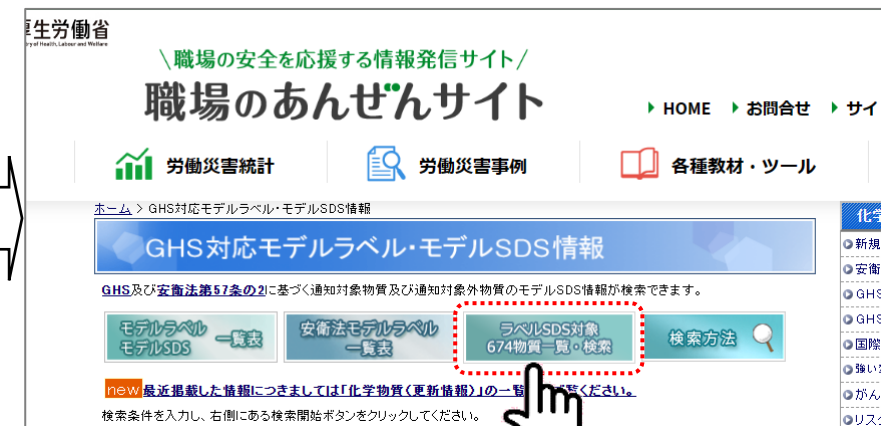 生労働省
ry of Health, Labour and Welfare
\職場の安全を応援する情報発信サイト/
職場のあんぜんサイト
HOME お問合せ サイ
労働災害統計 労働災害事例 各種教材・ツール
ホーム > GHS対応モデルラベル・モデルSDS情報
GHS対応モデルラベル・モデルSDS情報
GHS及び安衛法第57条の2に基づく通知対象物質及び通知対象外物質のモデルSDS情報が検索できます。
モデルラベル
モデルSDS 一覧表
安衛法モデルラベル
一覧表
ラベルSDS対象
674物質一覧・検索
検索方法
new 最近掲載した情報につきましては「化学物質(更新情報)」の一覧 覧ください。
検索条件を入力し、右側にある検索開始ボタンをクリックしてください。
化学
新規
安衛
GHS
GHS
国際
強い
がん
リスク